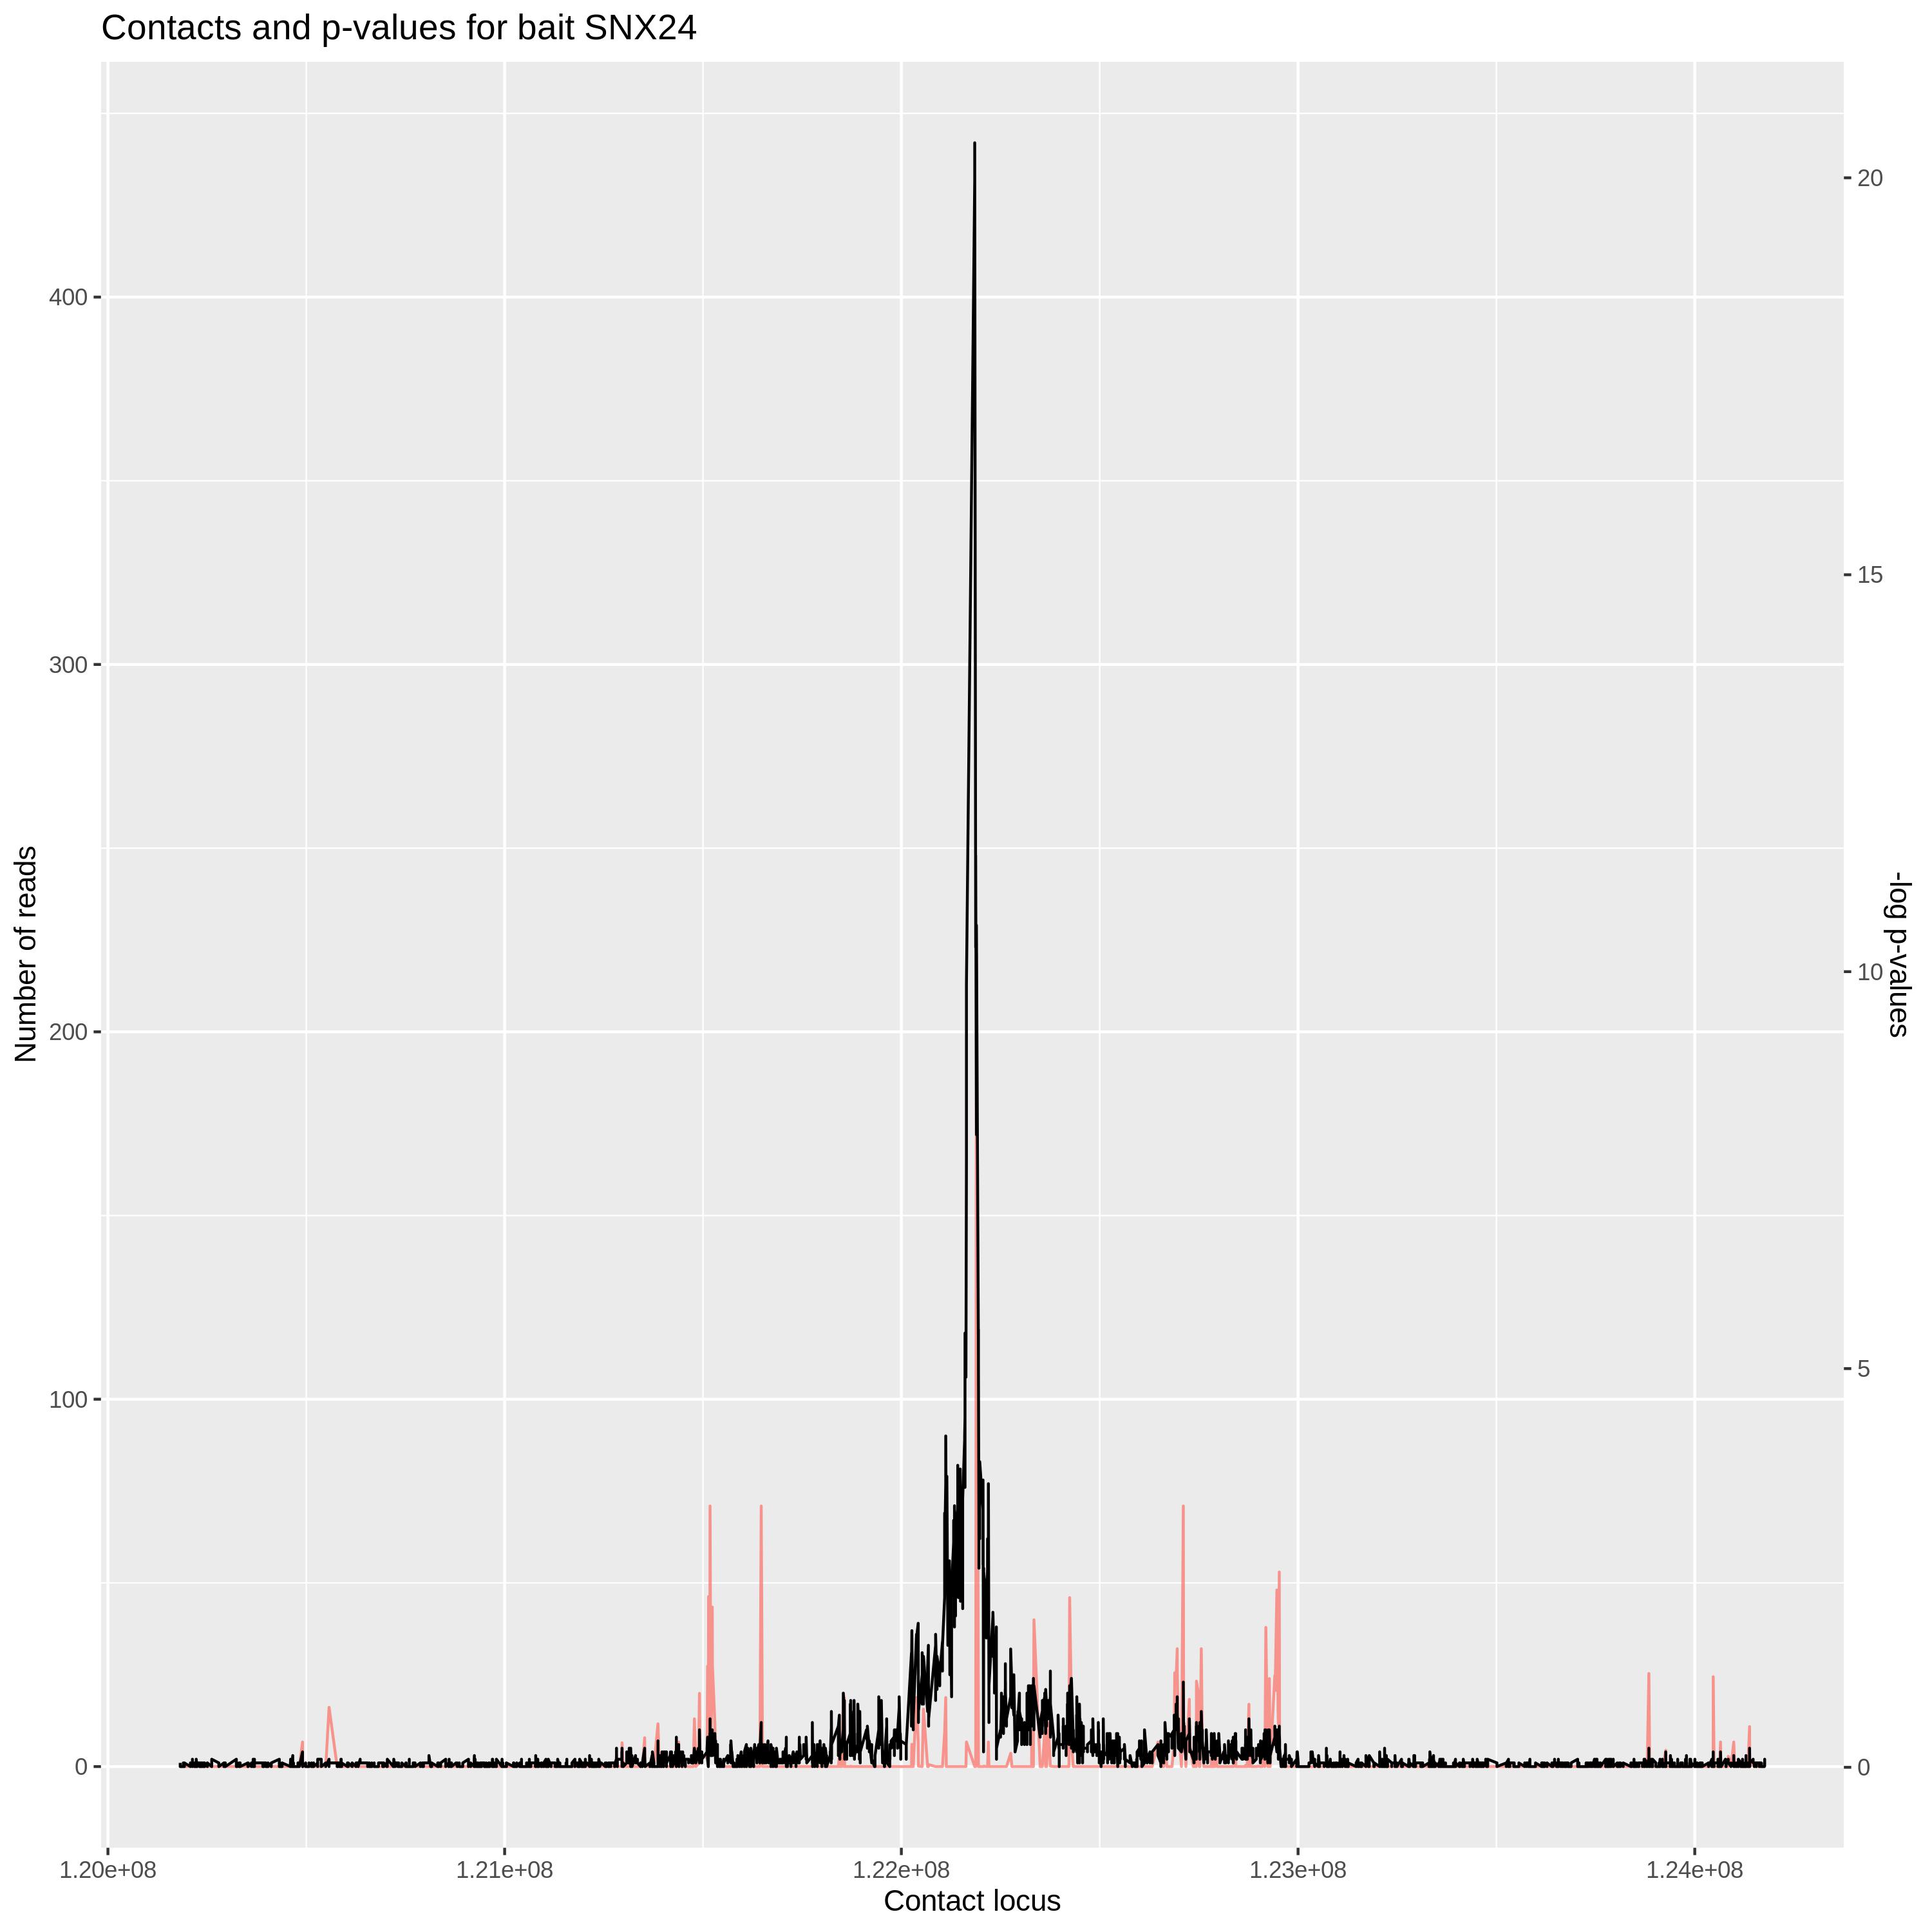 Contacts and p-values for bait SNX24
Number of reads
400
300
200
100
0
20
15
10
5
0
-log p-values
1.20e+08
1.21e+08
1.22e+08
1.23e+08
1.24e+08
Contact locus